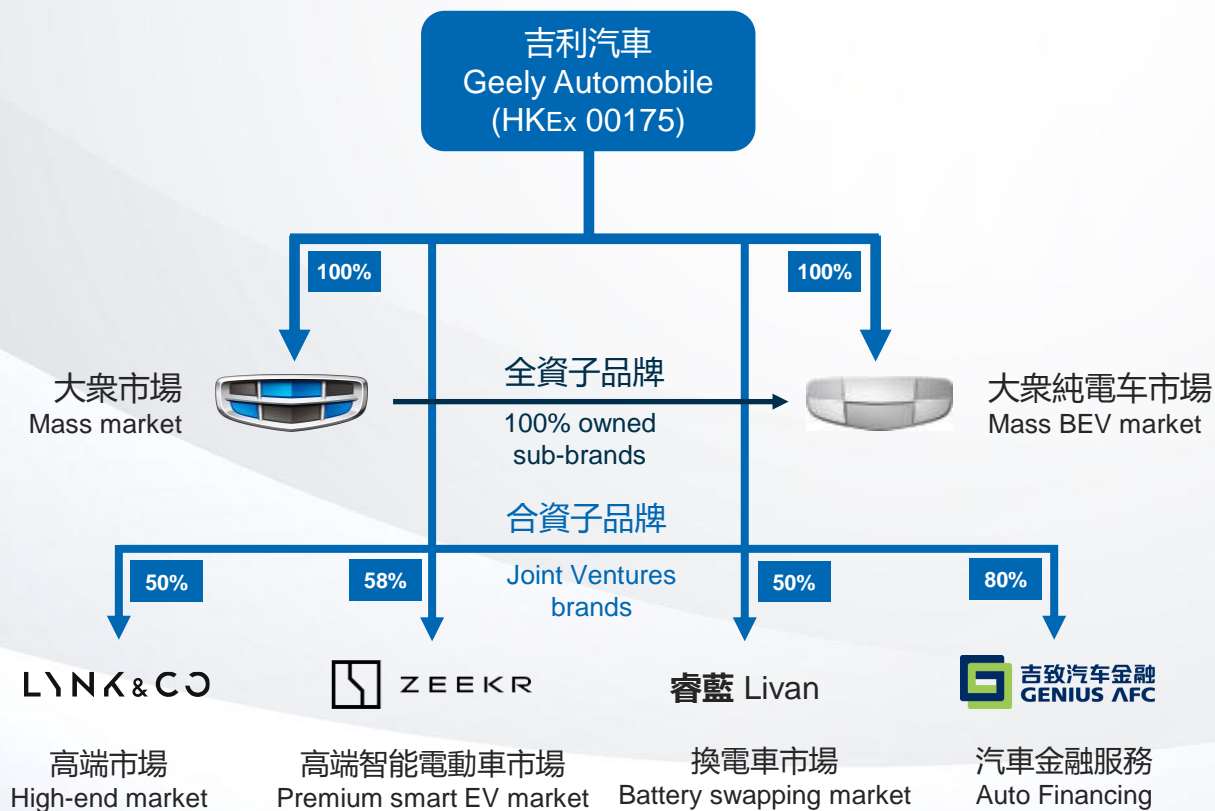 吉利汽車
Geely Automobile
(HKEx 00175)
100%
100%
大衆市場
Mass market
全資子品牌
100% owned
sub-brands
大衆純電车市場
Mass BEV market
合資子品牌
Joint Ventures
brands
50%
58%
50%
80%
LYNK & CO
ZEEKR
睿藍 Livan
吉致汽车金融
GENIUS AFC
高端市場
High-end market
高端智能電動車市場
Premium smart EV market
換電車市場
Battery swapping market
汽車金融服務
Auto Financing